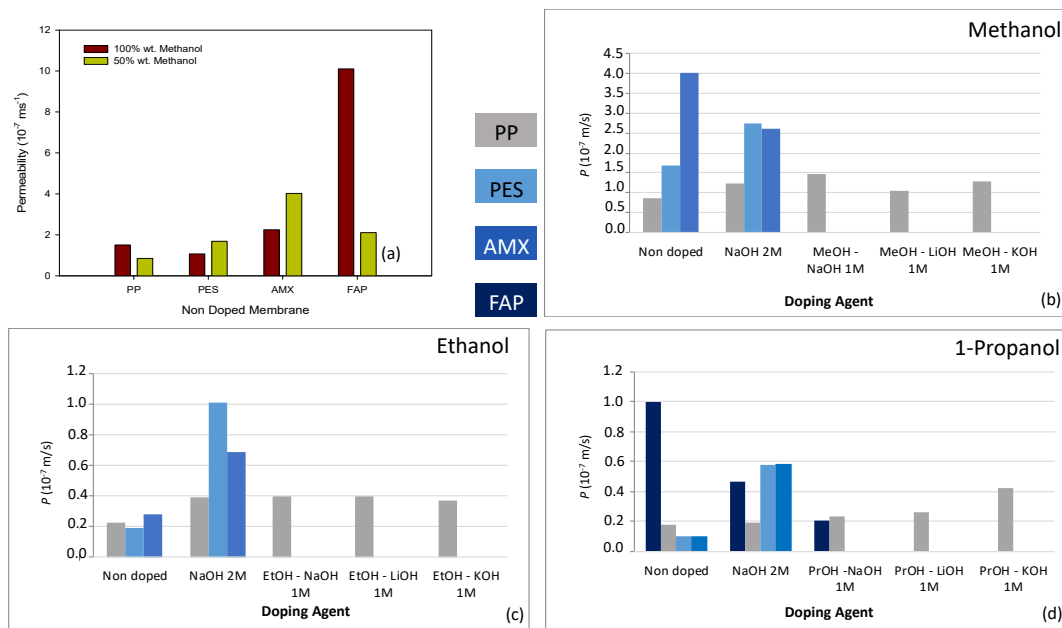 100% wt. Methanol
50% wt. Methanol
Permeability (10⁻⁷ ms⁻¹)
12
10
8
6
4
2
0
PP PES AMX FAP
Non Doped Membrane
(a)
PP
PES
AMX
FAP
Methanol
P (10⁻⁷ m/s)
4.5
4.0
3.5
3.0
2.5
2.0
1.5
1.0
0.5
0.0
Non doped NaOH 2M MeOH - MeOH - LiOH MeOH - KOH
NaOH 1M 1M 1M
Doping Agent
(b)
Ethanol
P (10⁻⁷ m/s)
1.2
1.0
0.8
0.6
0.4
0.2
0.0
Non doped NaOH 2M EtOH - NaOH EtOH - LiOH EtOH - KOH
1M 1M 1M
Doping Agent
(c)
1-Propanol
P (10⁻⁷ m/s)
1.2
1.0
0.8
0.6
0.4
0.2
0.0
Non doped NaOH 2M PrOH -NaOH PrOH - LiOH PrOH - KOH
1M 1M 1M
Doping Agent
(d)